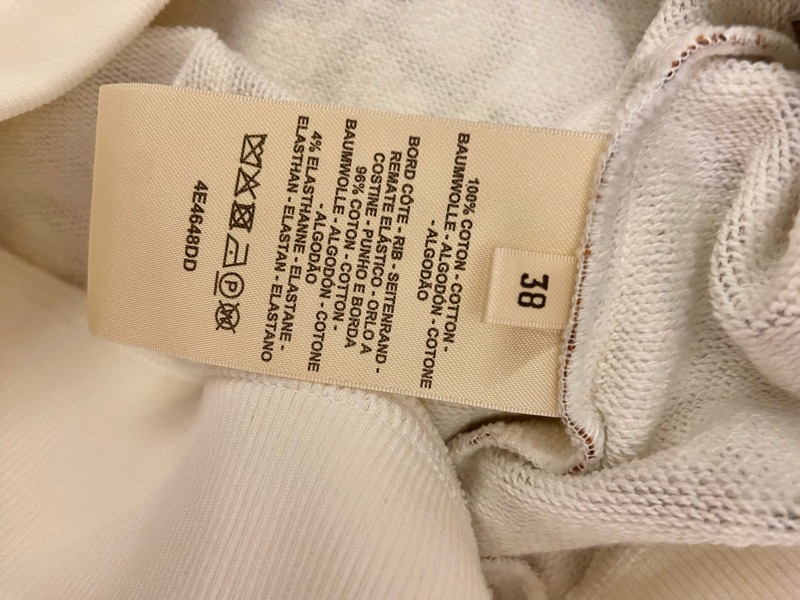 38
100% COTON - COTTON -
BAUMWOLLE - ALGODÓN - COTONE
- ALGODÃO
BORD CÔTE - RIB - SEITENRAND -
REMATE ELÁSTICO - ORLO A
COSTINE - PUNHO E BORDA
96% COTON - COTTON -
BAUMWOLLE - ALGODÓN - COTONE
- ALGODÃO
4% ELASTHANNE - ELASTANE -
ELASTHAN - ELASTAN - ELASTANO
4E4648DD